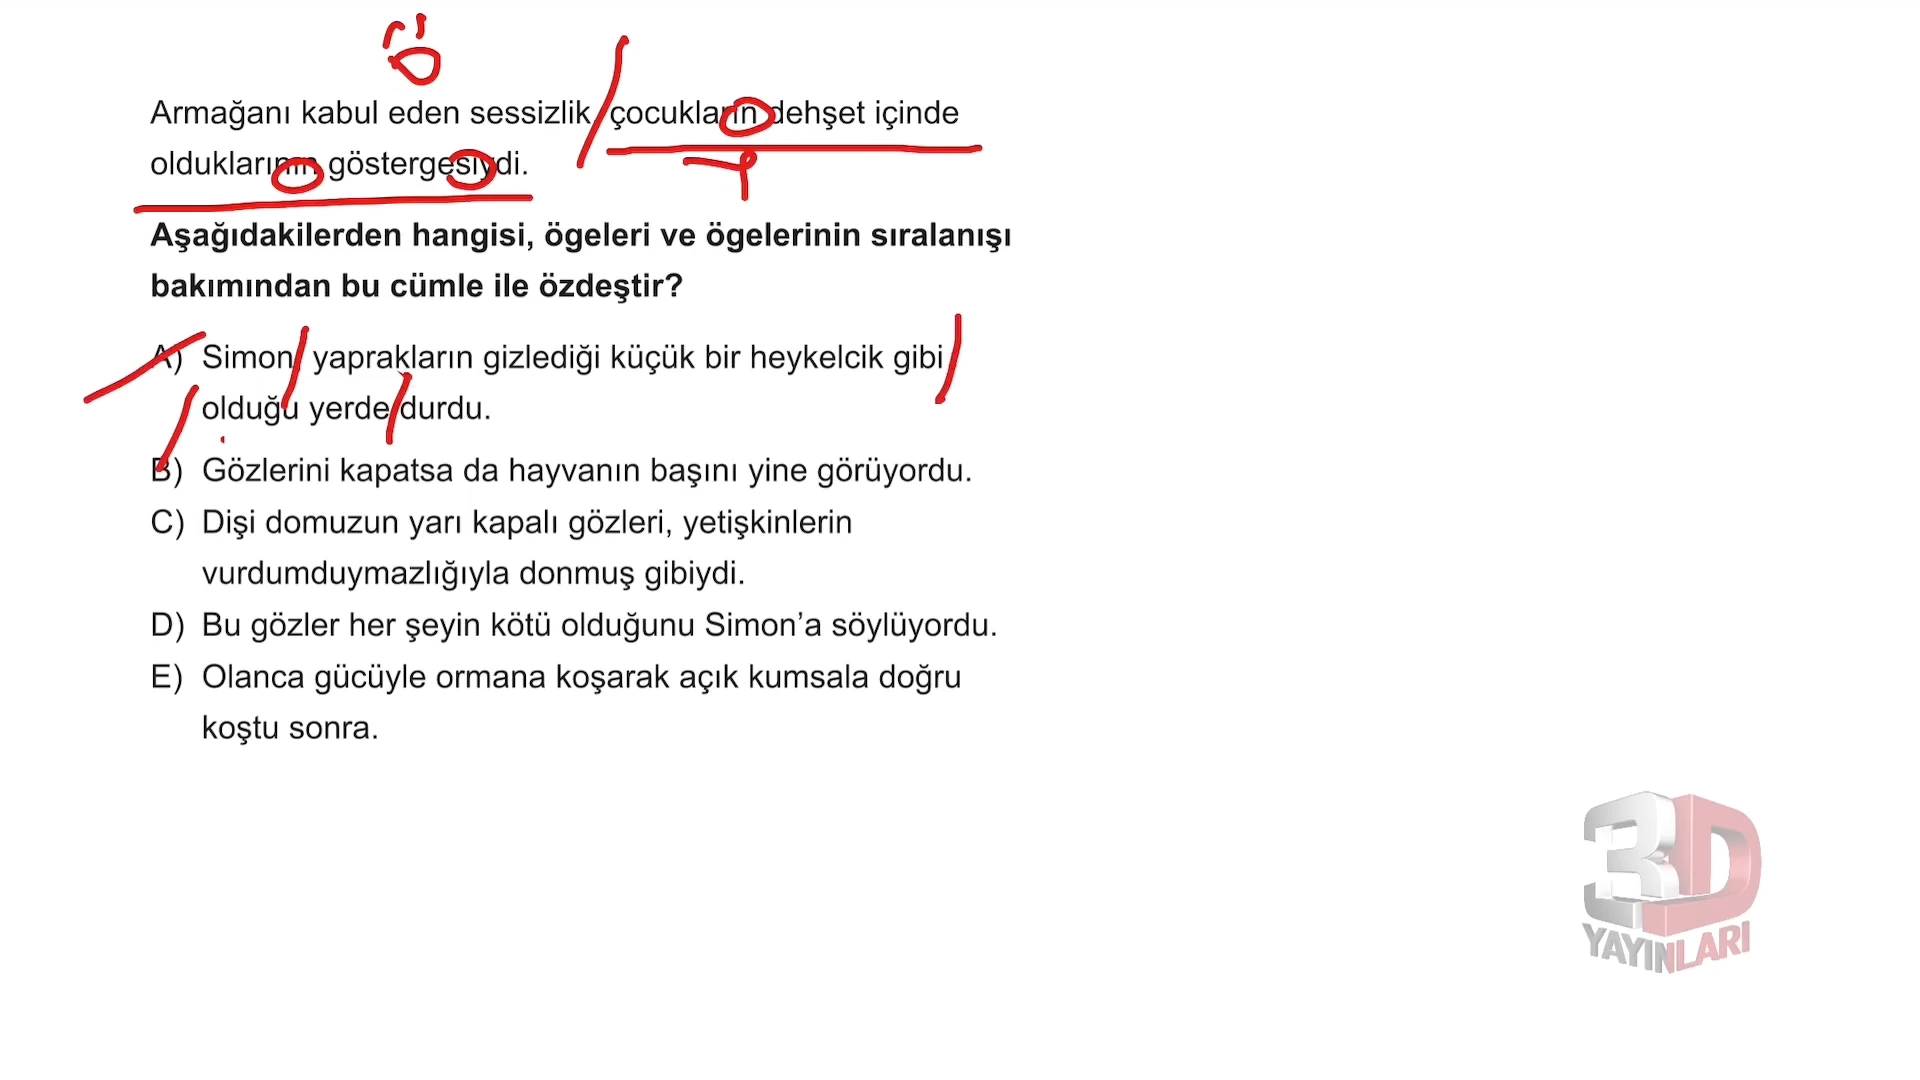 Armağanı kabul eden sessizlik, çocukların dehşet içinde
olduklarının göstergesiydi.
Aşağıdakilerden hangisi, ögeleri ve ögelerinin sıralanışı
bakımından bu cümle ile özdeştir?
A) Simon, yaprakların gizlediği küçük bir heykelcik gibi
olduğu yerde durdu.
B) Gözlerini kapatsa da hayvanın başını yine görüyordu.
C) Dişi domuzun yarı kapalı gözleri, yetişkinlerin
vurdumduymazlığıyla donmuş gibiydi.
D) Bu gözler her şeyin kötü olduğunu Simon’a söylüyordu.
E) Olanca gücüyle ormana koşarak açık kumsala doğru
koştu sonra.
3D
YAYINLARI